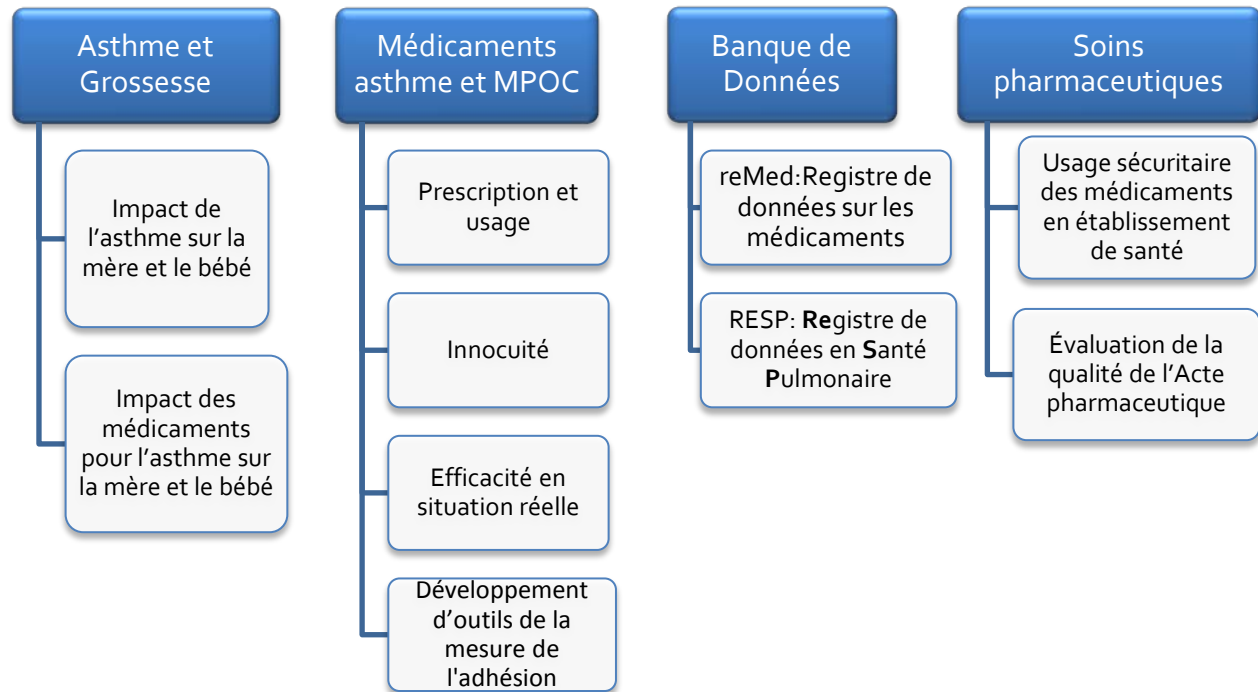 Asthme et
Grossesse
Impact de
l'asthme sur la
mère et le bébé
Impact des
médicaments
pour l'asthme sur
la mère et le bébé
Médicaments
asthme et MPOC
Prescription et
usage
Innocuité
Efficacité en
situation réelle
Développement
d'outils de la
mesure de
l'adhésion
Banque de
Données
reMed:Registre de
données sur les
médicaments
RESP: Registre de
données en Santé
Pulmonaire
Soins
pharmaceutiques
Usage sécuritaire
des médicaments
en établissement
de santé
Évaluation de la
qualité de l'Acte
pharmaceutique